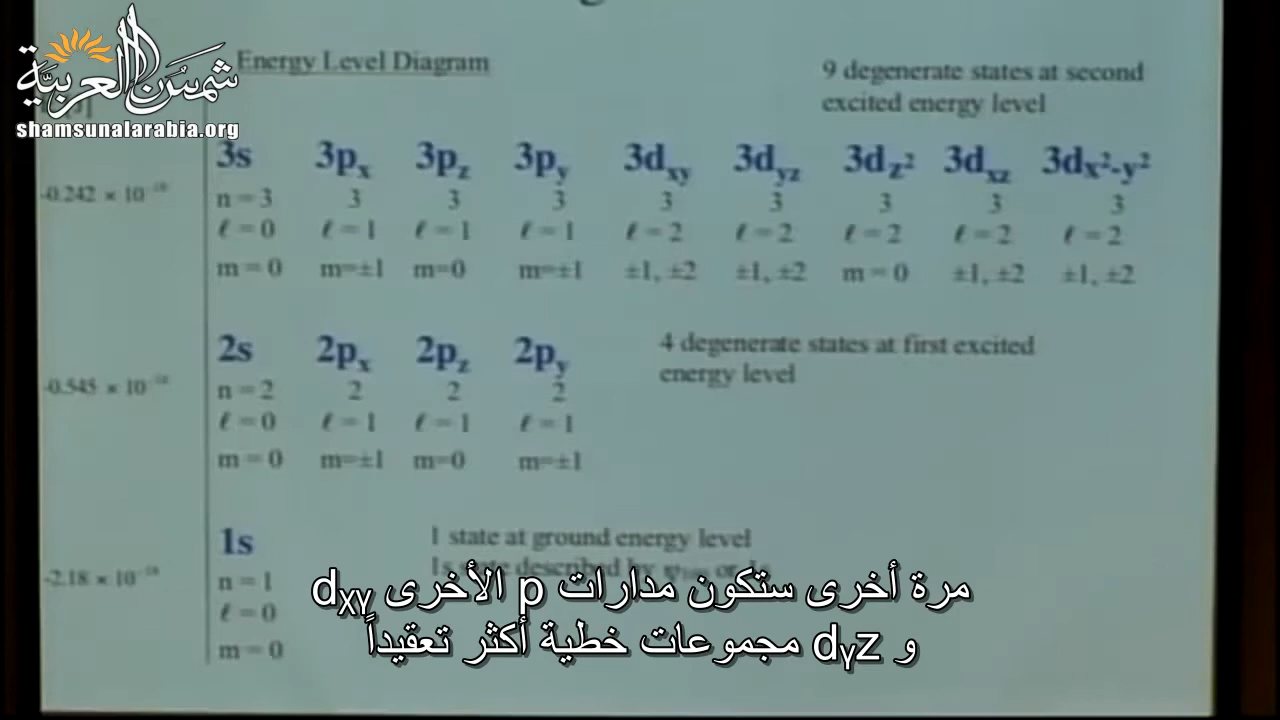 شمس العربية
shamsunalarabia.org
Energy Level Diagram
9 degenerate states at second
excited energy level
3s 3px 3pz 3py 3dxy 3dyz 3dz² 3dxz 3dx²-y²
-0.242 × 10⁻¹⁸
n = 3 3 3 3 3 3 3 3 3
ℓ = 0 ℓ = 1 ℓ = 1 ℓ = 1 ℓ = 2 ℓ = 2 ℓ = 2 ℓ = 2 ℓ = 2
m = 0 m=±1 m=0 m=±1 ±1, ±2 ±1, ±2 m = 0 ±1, ±2 ±1, ±2
2s 2px 2pz 2py
4 degenerate states at first excited
energy level
-0.545 × 10⁻¹⁸
n = 2 2 2 2
ℓ = 0 ℓ = 1 ℓ = 1 ℓ = 1
m = 0 m=±1 m=0 m=±1
1s
1 state at ground energy level
1s state described by
-2.18 × 10⁻¹⁸
n = 1
ℓ = 0
m = 0
مرة أخرى ستكون مدارات p الأخرى dXY
و dYZ مجموعات خطية أكثر تعقيداً